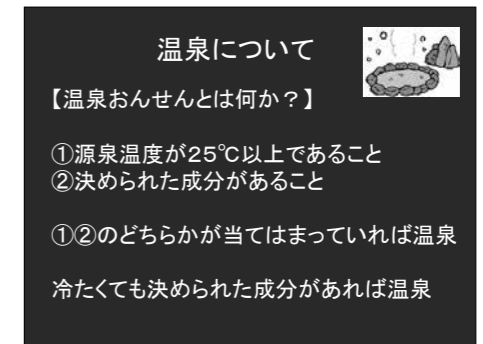 温泉について
【温泉おんせんとは何か？】
①源泉温度が25℃以上であること
②決められた成分があること
①②のどちらかが当てはまっていれば温泉
冷たくても決められた成分があれば温泉